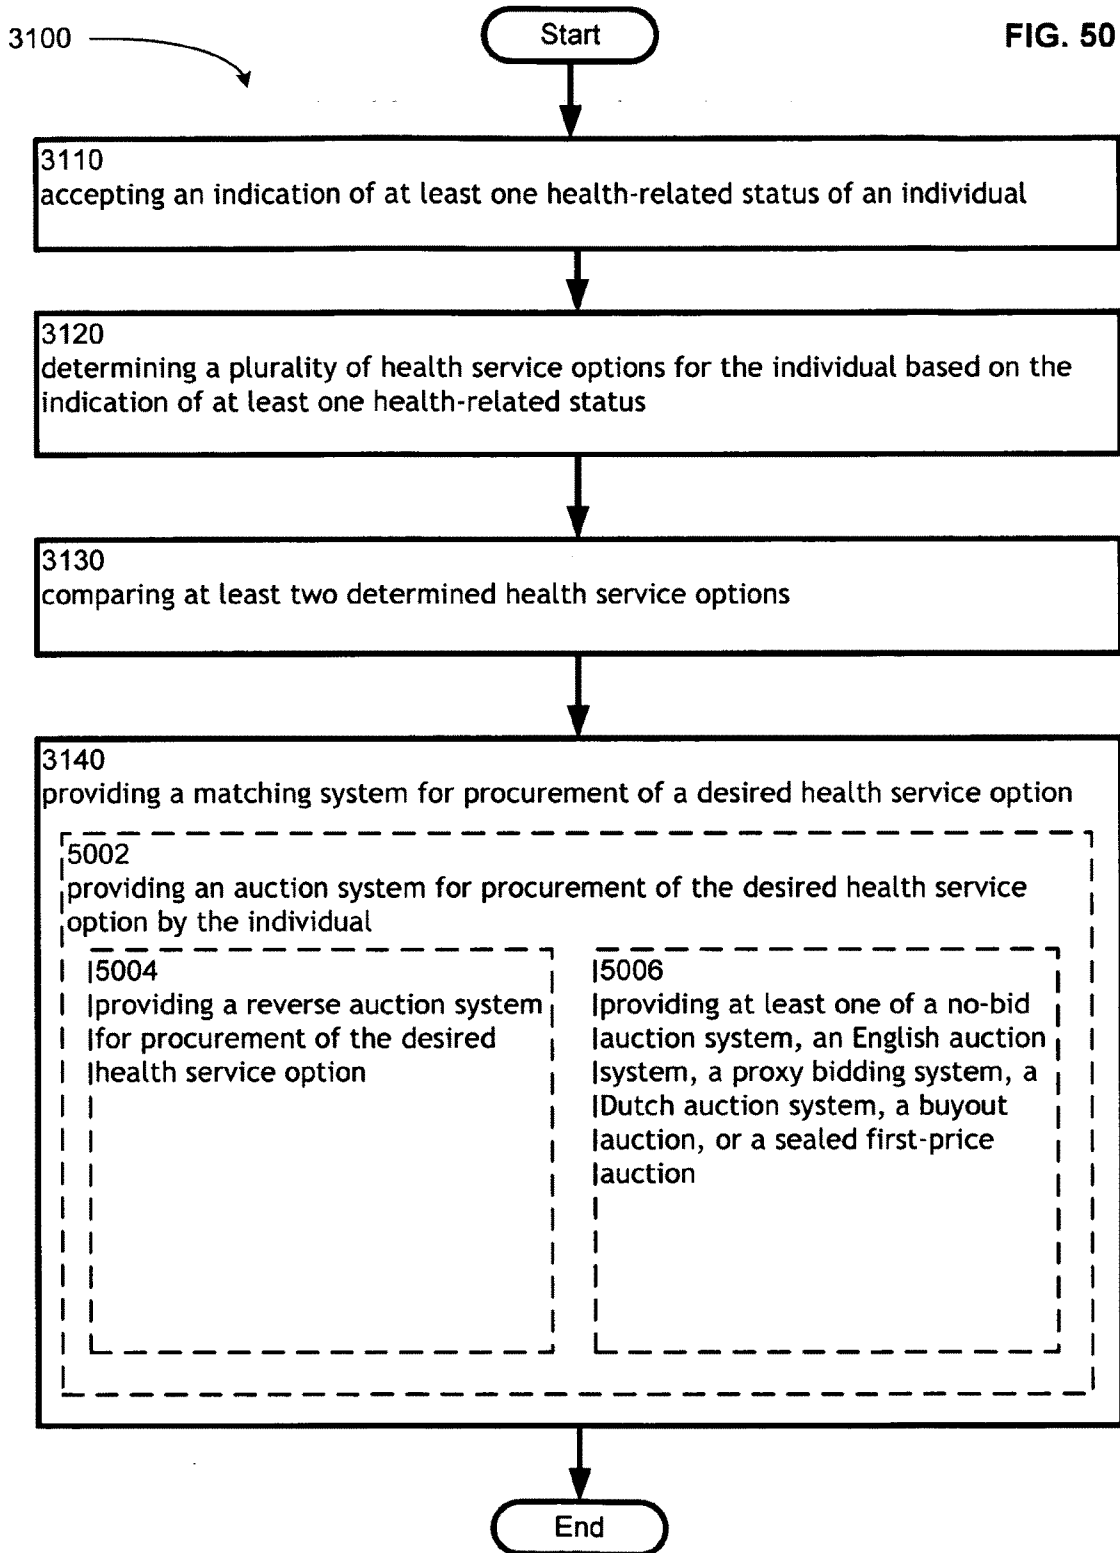 3100
Start
FIG. 50
3110
accepting an indication of at least one health-related status of an individual
3120
determining a plurality of health service options for the individual based on the
indication of at least one health-related status
3130
comparing at least two determined health service options
3140
providing a matching system for procurement of a desired health service option
5002
providing an auction system for procurement of the desired health service
option by the individual
5004
providing a reverse auction system
for procurement of the desired
health service option
5006
providing at least one of a no-bid
auction system, an English auction
system, a proxy bidding system, a
Dutch auction system, a buyout
auction, or a sealed first-price
auction
End